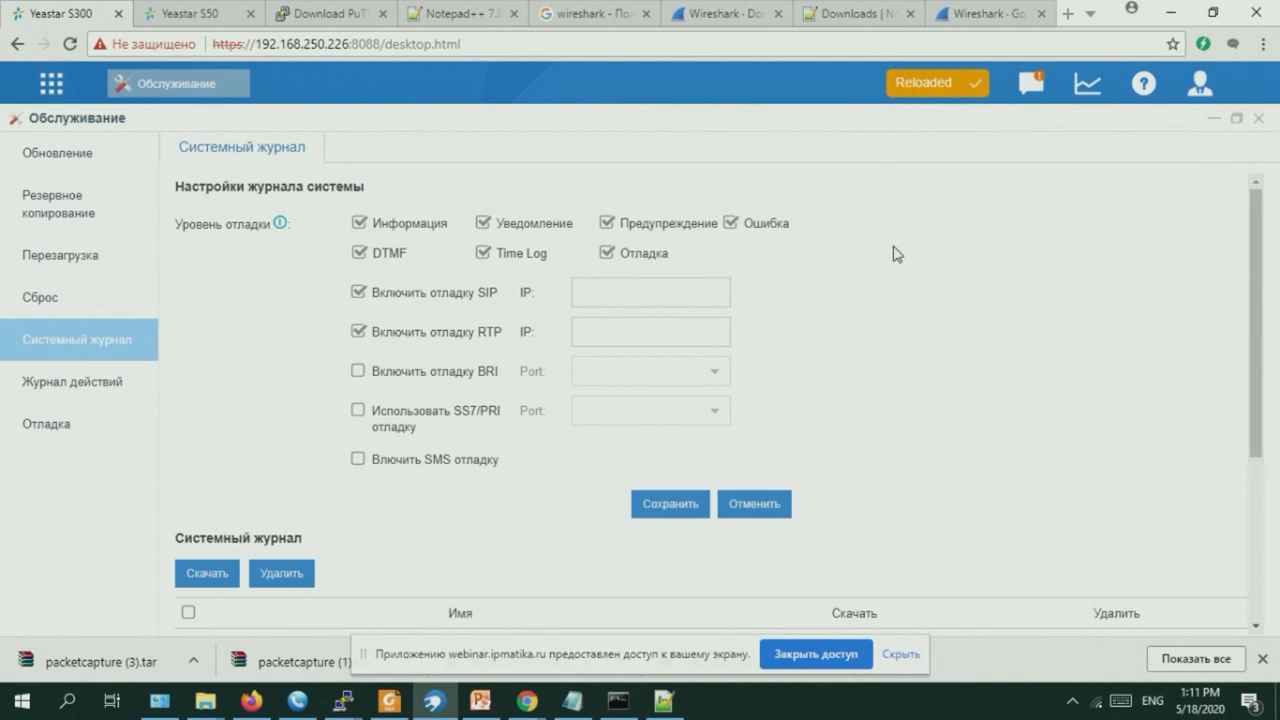 Yeastar S300
Yeastar S50
Download PuT
Notepad++ 7.
wireshark - По
Wireshark · Do
Downloads | No
Wireshark · Go
Не защищено
https://192.168.250.226:8088/desktop.html
Обслуживание
Reloaded
Обслуживание
Системный журнал
Обновление
Резервное
копирование
Перезагрузка
Сброс
Системный журнал
Журнал действий
Отладка
Настройки журнала системы
Уровень отладки :
Информация
Уведомление
Предупреждение
Ошибка
DTMF
Time Log
Отладка
Включить отладку SIP IP:
Включить отладку RTP IP:
Включить отладку BRI Port:
Использовать SS7/PRI Port:
отладку
Влючить SMS отладку
Сохранить
Отменить
Системный журнал
Скачать
Удалить
Имя
Скачать
Удалить
packetcapture (3).tar
packetcapture (1)
Приложению webinar.ipmatika.ru предоставлен доступ к вашему экрану.
Закрыть доступ
Скрыть
Показать все
ENG
1:11 PM
5/18/2020
3